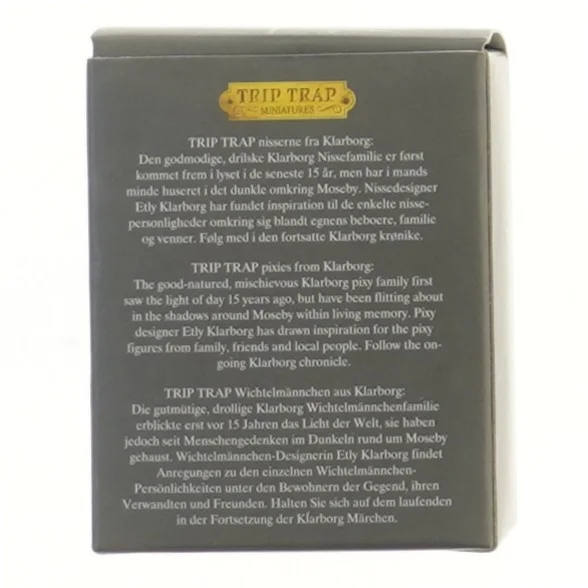 TRIP TRAP
MINIATURES
TRIP TRAP nisserne fra Klarborg:
Den godmodige, drilske Klarborg Nissefamilie er først
kommet frem i lyset i de seneste 15 år, men har i mands
minde huseret i det dunkle omkring Moseby. Nissedesigner
Etly Klarborg har fundet inspiration til de enkelte nisse-
personligheder omkring sig blandt egnens beboere, familie
og venner. Følg med i den fortsatte Klarborg krønike.
TRIP TRAP pixies from Klarborg:
The good-natured, mischievous Klarborg pixy family first
saw the light of day 15 years ago, but have been flitting about
in the shadows around Moseby within living memory. Pixy
designer Etly Klarborg has drawn inspiration for the pixy
figures from family, friends and local people. Follow the on-
going Klarborg chronicle.
TRIP TRAP Wichtelmännchen aus Klarborg:
Die gutmütige, drollige Klarborg Wichtelmännchenfamilie
erblickte erst vor 15 Jahren das Licht der Welt, sie haben
jedoch seit Menschengedenken im Dunkeln rund um Moseby
gehaust. Wichtelmännchen-Designerin Etly Klarborg findet
Anregungen zu den einzelnen Wichtelmännchen-
Persönlichkeiten unter den Bewohnern der Gegend, ihren
Verwandten und Freunden. Halten Sie sich auf dem laufenden
in der Fortsetzung der Klarborg Märchen.